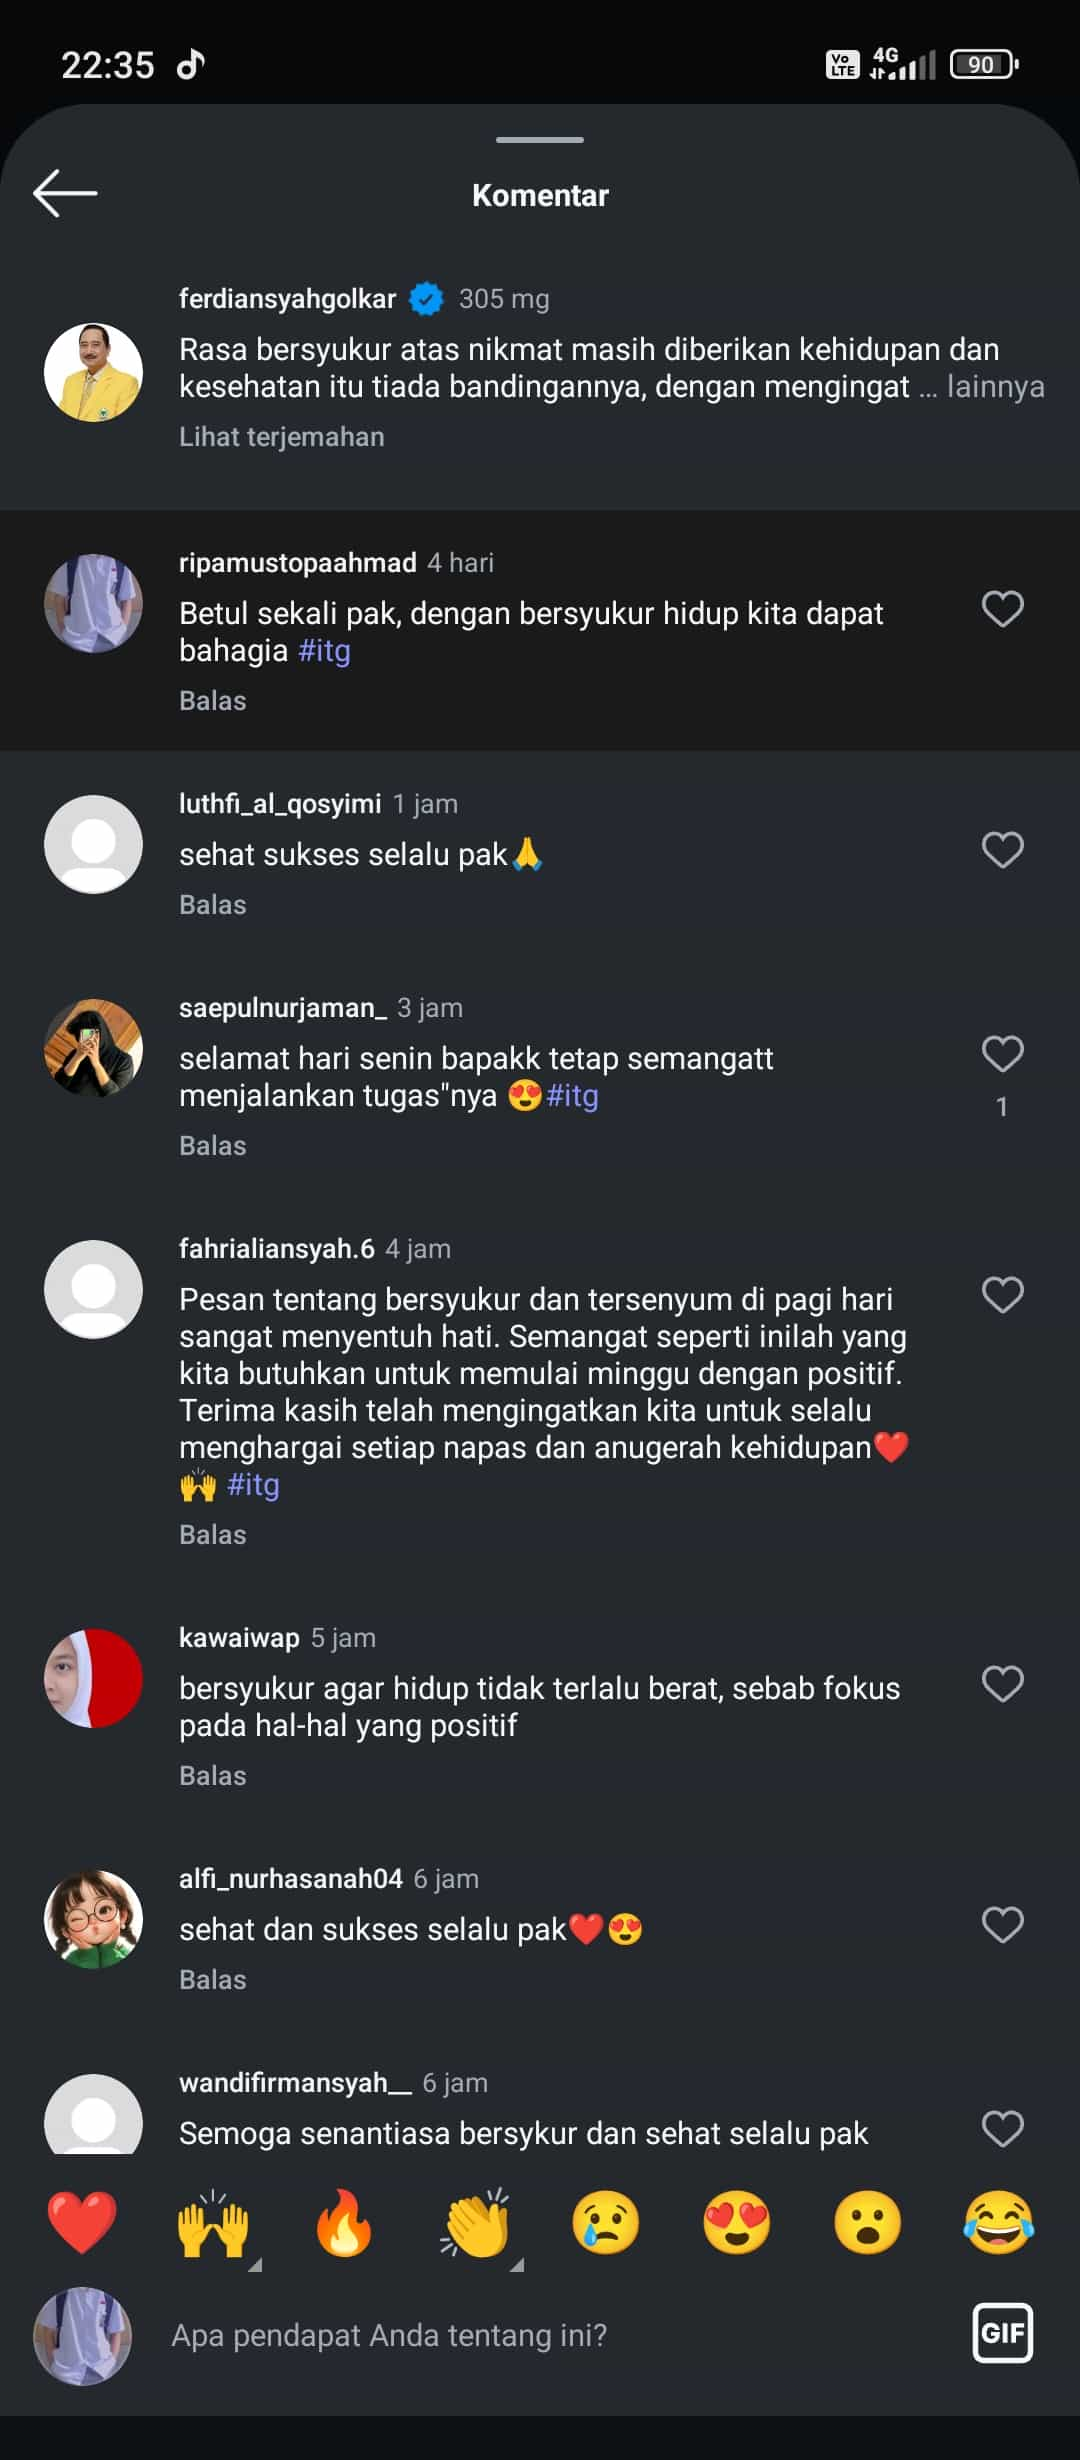 22:35
Vo LTE 4G 90
Komentar
ferdiansyahgolkar 305 mg
Rasa bersyukur atas nikmat masih diberikan kehidupan dan
kesehatan itu tiada bandingannya, dengan mengingat ... lainnya
Lihat terjemahan
ripamustopaahmad 4 hari
Betul sekali pak, dengan bersyukur hidup kita dapat
bahagia #itg
Balas
luthfi_al_qosyimi 1 jam
sehat sukses selalu pak🙏
Balas
saepulnurjaman_ 3 jam
selamat hari senin bapakk tetap semangatt
menjalankan tugas"nya 😍#itg
1
Balas
fahrialiansyah.6 4 jam
Pesan tentang bersyukur dan tersenyum di pagi hari
sangat menyentuh hati. Semangat seperti inilah yang
kita butuhkan untuk memulai minggu dengan positif.
Terima kasih telah mengingatkan kita untuk selalu
menghargai setiap napas dan anugerah kehidupan❤️
🙌 #itg
Balas
kawaiwap 5 jam
bersyukur agar hidup tidak terlalu berat, sebab fokus
pada hal-hal yang positif
Balas
alfi_nurhasanah04 6 jam
sehat dan sukses selalu pak❤️😍
Balas
wandifirmansyah__ 6 jam
Semoga senantiasa bersykur dan sehat selalu pak
❤️🙌🔥👏😢😍😮😂
Apa pendapat Anda tentang ini?
GIF